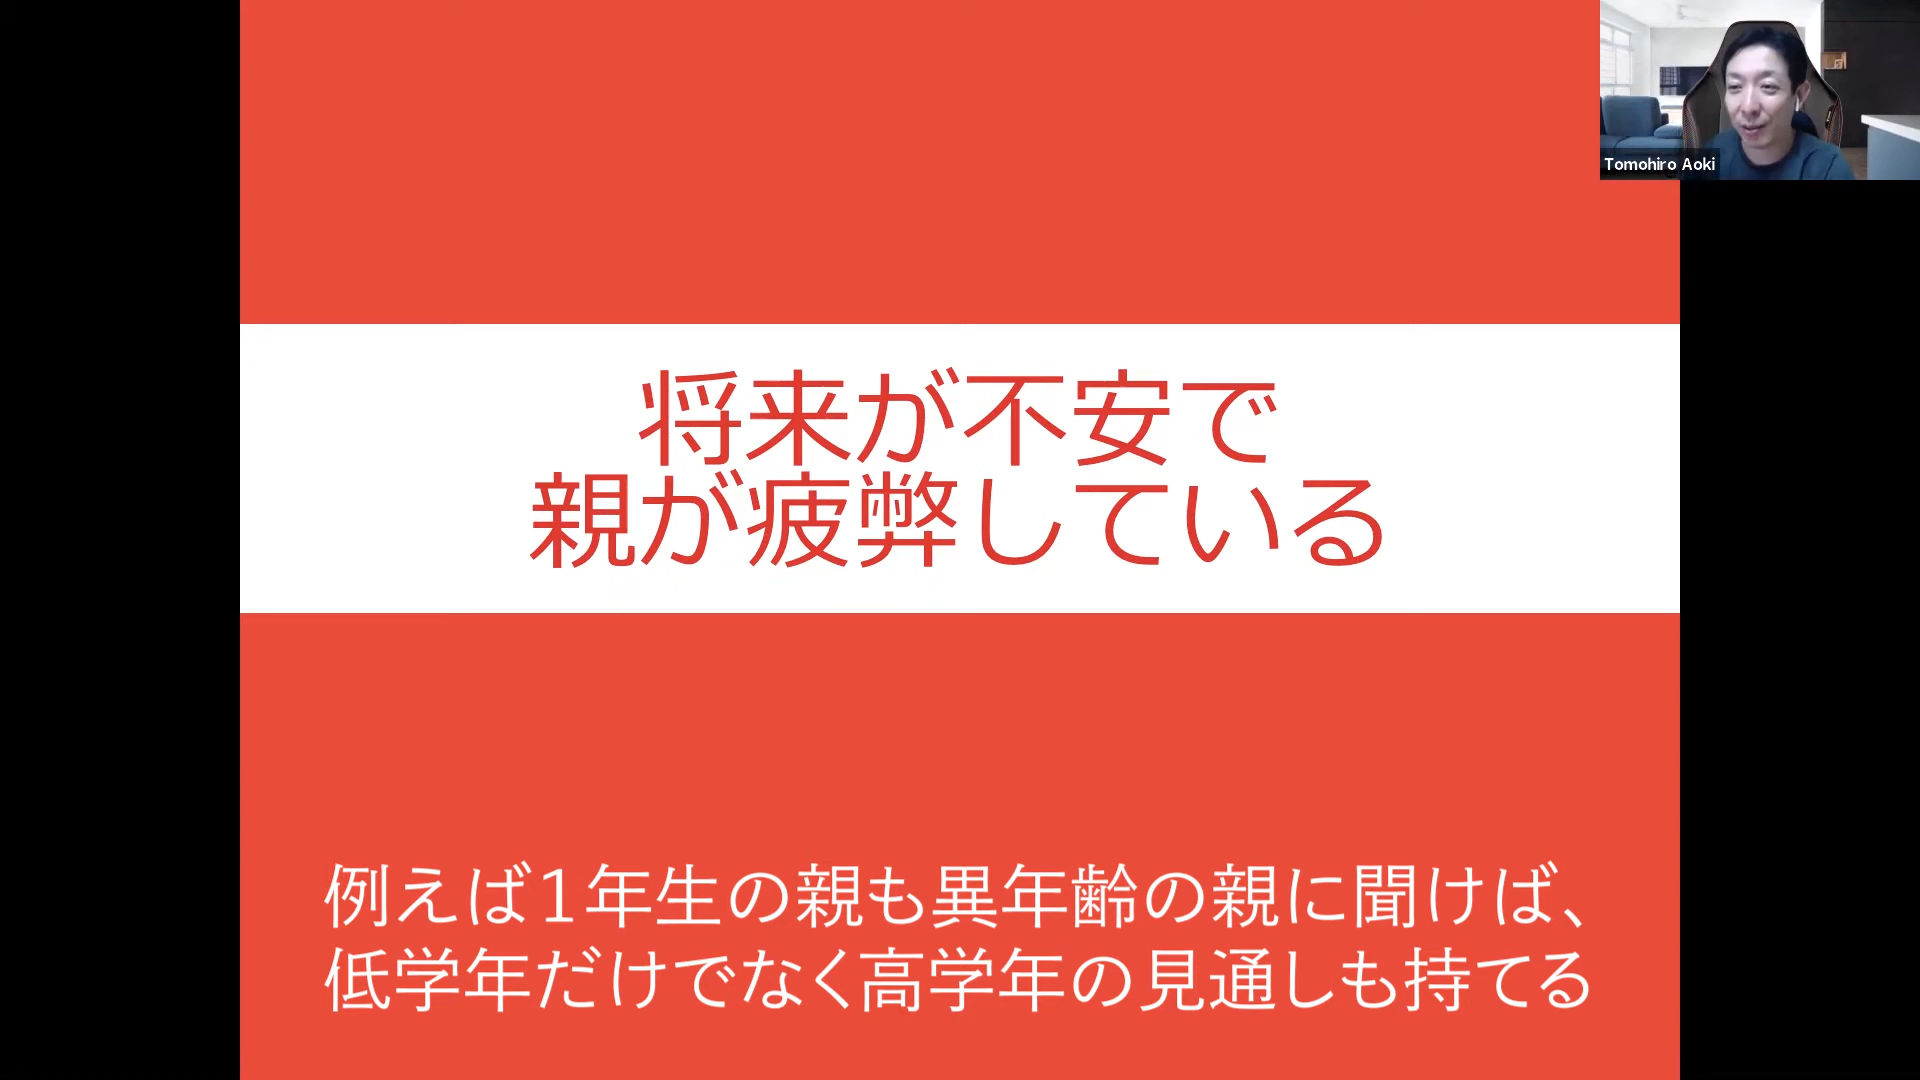 Tomohiro Aoki
将来が不安で
親が疲弊している
例えば1年生の親も異年齢の親に聞けば、
低学年だけでなく高学年の見通しも持てる